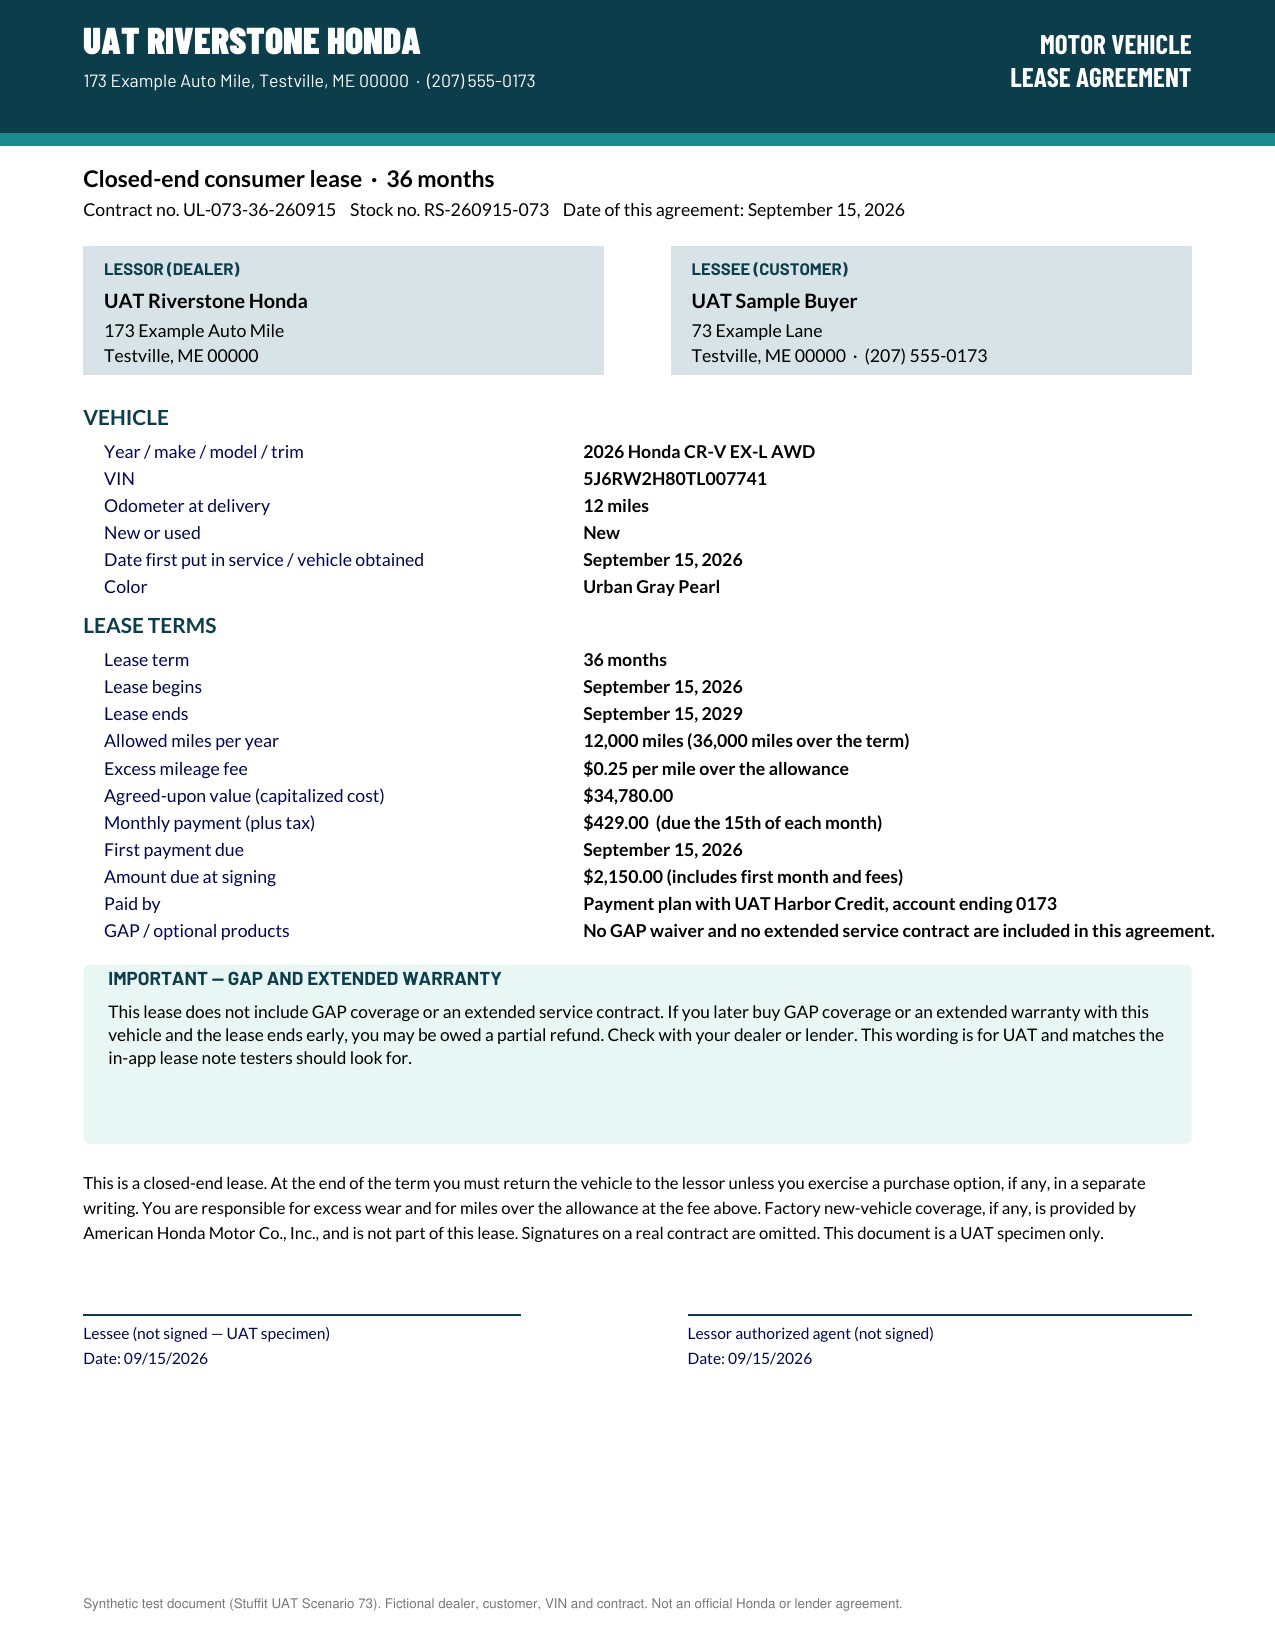 UAT RIVERSTONE HONDA
173 Example Auto Mile, Testville, ME 00000 · (207) 555-0173
MOTOR VEHICLE
LEASE AGREEMENT
Closed-end consumer lease · 36 months
Contract no. UL-073-36-260915 Stock no. RS-260915-073 Date of this agreement: September 15, 2026
LESSOR (DEALER)
UAT Riverstone Honda
173 Example Auto Mile
Testville, ME 00000
LESSEE (CUSTOMER)
UAT Sample Buyer
73 Example Lane
Testville, ME 00000 · (207) 555-0173
VEHICLE
Year / make / model / trim 2026 Honda CR-V EX-L AWD
VIN 5J6RW2H80TL007741
Odometer at delivery 12 miles
New or used New
Date first put in service / vehicle obtained September 15, 2026
Color Urban Gray Pearl
LEASE TERMS
Lease term 36 months
Lease begins September 15, 2026
Lease ends September 15, 2029
Allowed miles per year 12,000 miles (36,000 miles over the term)
Excess mileage fee $0.25 per mile over the allowance
Agreed-upon value (capitalized cost) $34,780.00
Monthly payment (plus tax) $429.00 (due the 15th of each month)
First payment due September 15, 2026
Amount due at signing $2,150.00 (includes first month and fees)
Paid by Payment plan with UAT Harbor Credit, account ending 0173
GAP / optional products No GAP waiver and no extended service contract are included in this agreement.
IMPORTANT — GAP AND EXTENDED WARRANTY
This lease does not include GAP coverage or an extended service contract. If you later buy GAP coverage or an extended warranty with this
vehicle and the lease ends early, you may be owed a partial refund. Check with your dealer or lender. This wording is for UAT and matches the
in-app lease note testers should look for.
This is a closed-end lease. At the end of the term you must return the vehicle to the lessor unless you exercise a purchase option, if any, in a separate
writing. You are responsible for excess wear and for miles over the allowance at the fee above. Factory new-vehicle coverage, if any, is provided by
American Honda Motor Co., Inc., and is not part of this lease. Signatures on a real contract are omitted. This document is a UAT specimen only.
Lessee (not signed — UAT specimen)
Date: 09/15/2026
Lessor authorized agent (not signed)
Date: 09/15/2026
Synthetic test document (Stuffit UAT Scenario 73). Fictional dealer, customer, VIN and contract. Not an official Honda or lender agreement.